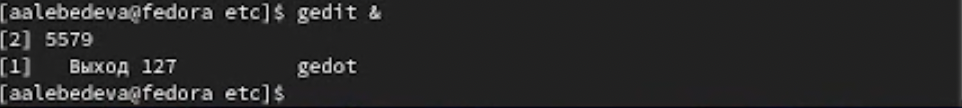 [aalebedeva@fedora etc]$ gedit &
[2] 5579
[1]   Выход 127           gedot
[aalebedeva@fedora etc]$